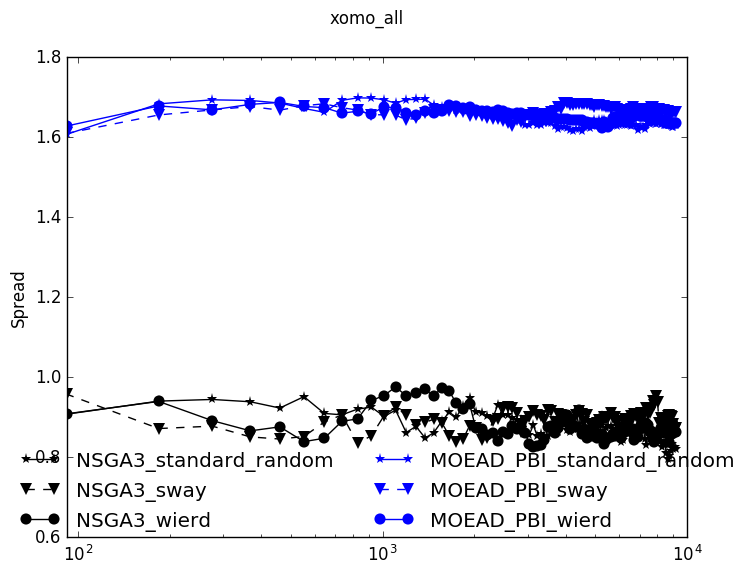 xomo_all
1.8
1.6
1.4
1.2
1.0
0.8
0.6
Spread
NSGA3_standard_random MOEAD_PBI_standard_random
NSGA3_sway MOEAD_PBI_sway
NSGA3_wierd MOEAD_PBI_wierd
10² 10³ 10⁴